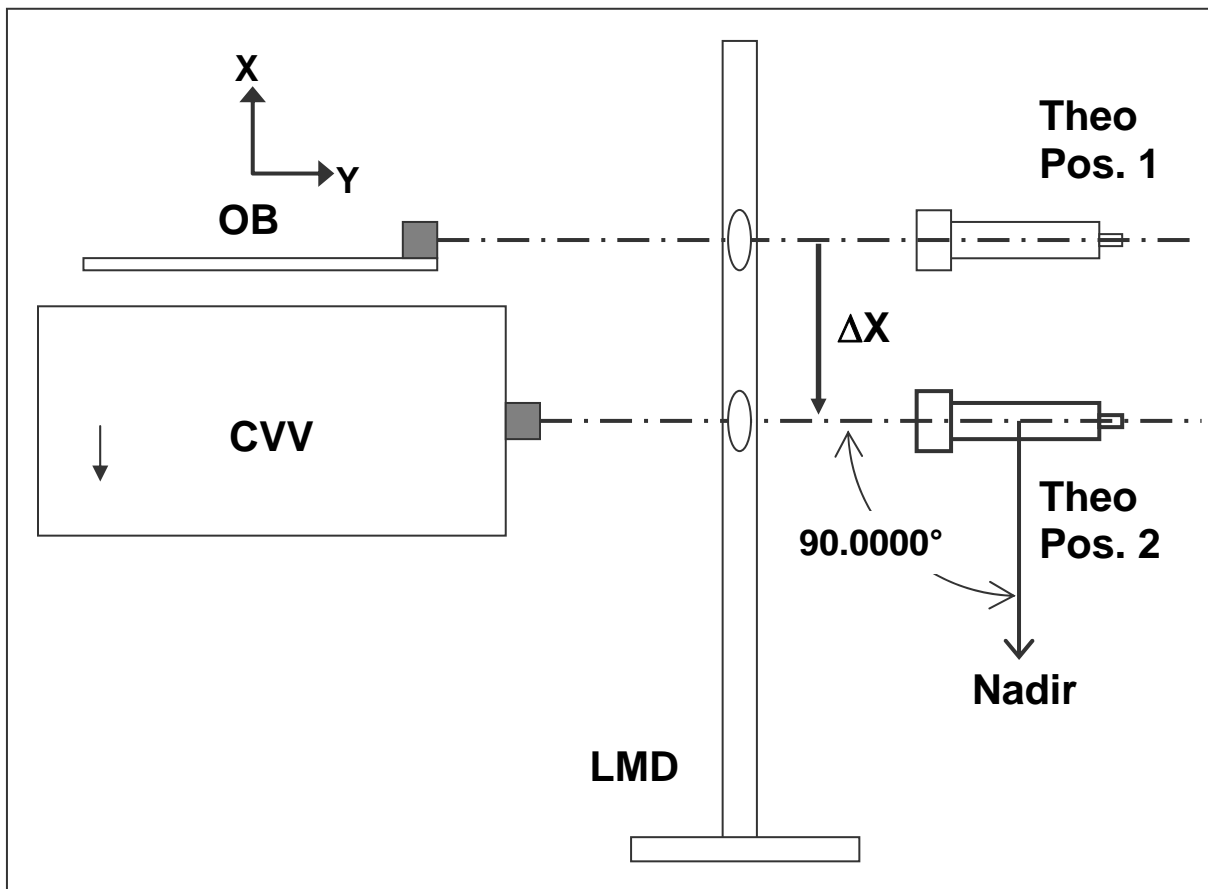 X
Y
OB
Theo
Pos. 1
ΔX
CVV
Theo
Pos. 2
90.0000°
Nadir
LMD